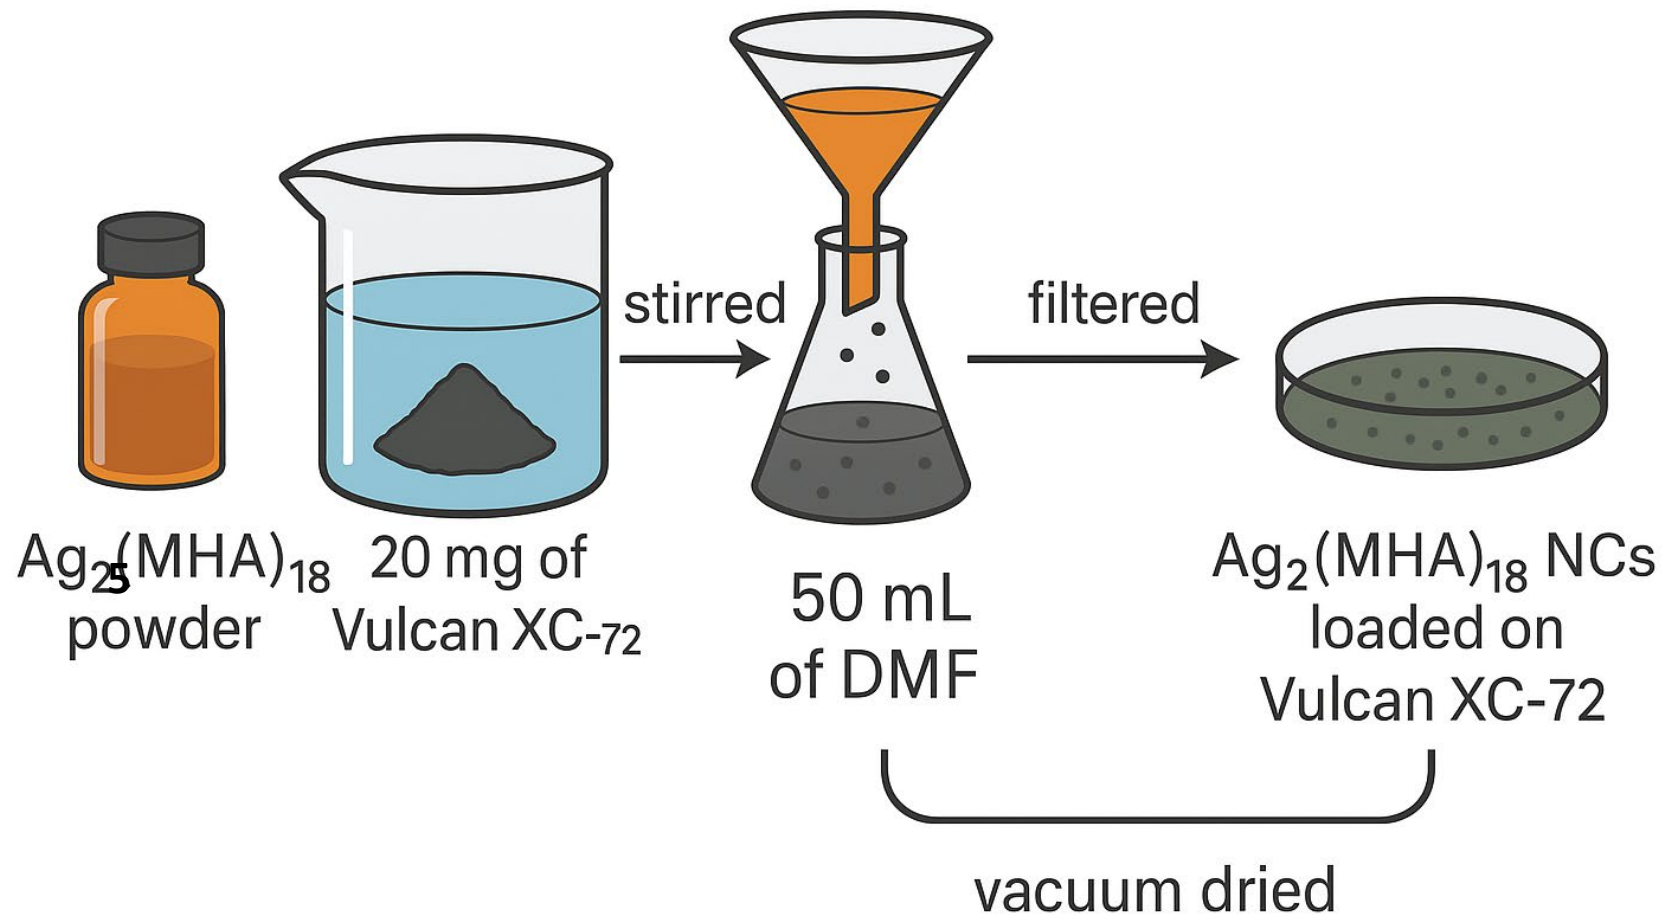 stirred
filtered
Ag₂₅(MHA)₁₈
powder
20 mg of
Vulcan XC-72
50 mL
of DMF
Ag₂(MHA)₁₈ NCs
loaded on
Vulcan XC-72
vacuum dried